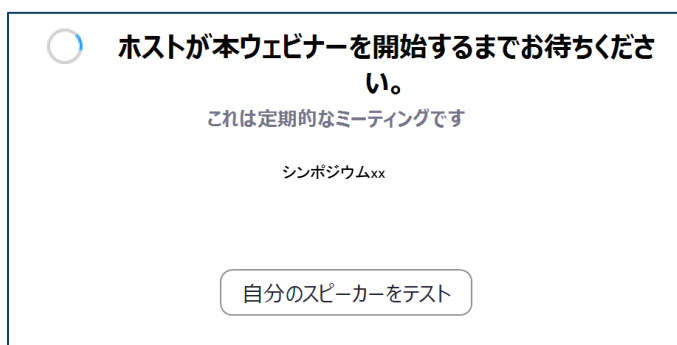 ホストが本ウェビナーを開始するまでお待ちくださ
い。
これは定期的なミーティングです
シンポジウムxx
自分のスピーカーをテスト